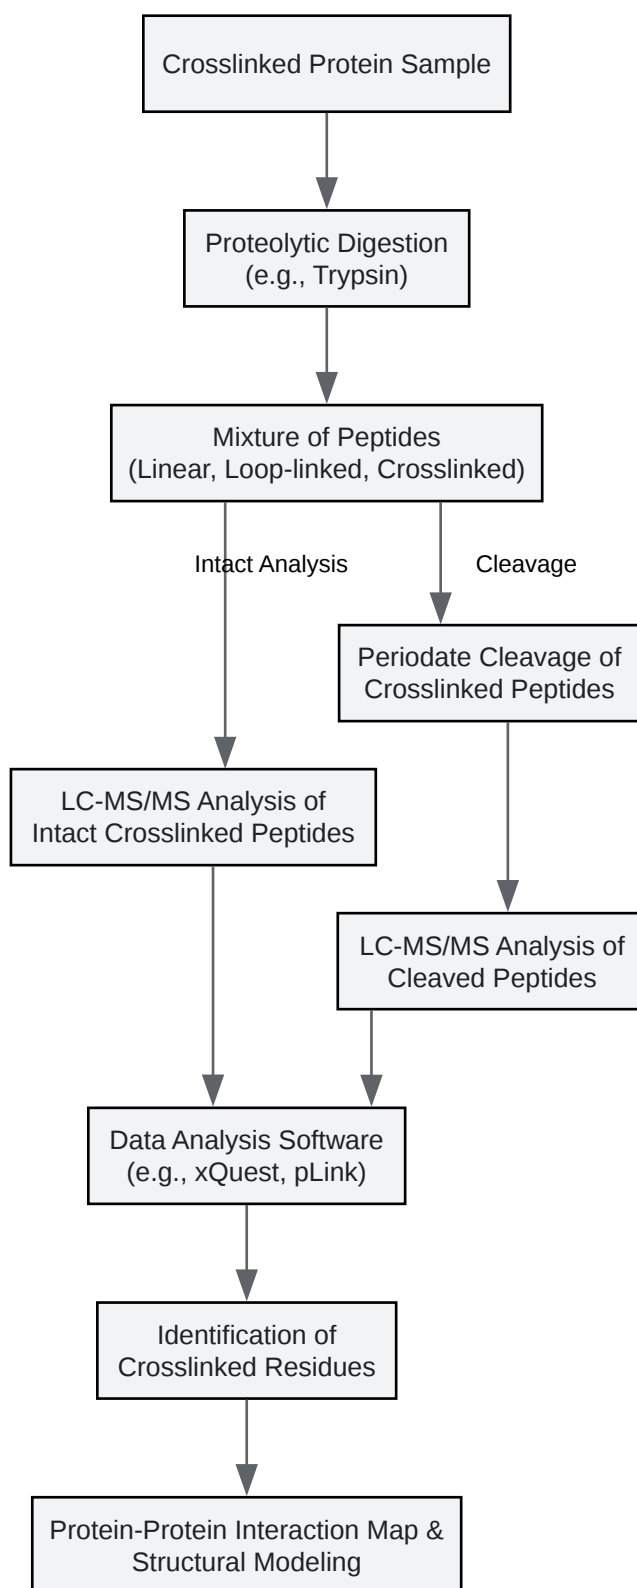 Crosslinked Protein Sample
Proteolytic Digestion
(e.g., Trypsin)
Mixture of Peptides
(Linear, Loop-linked, Crosslinked)
Intact Analysis
Cleavage
Periodate Cleavage of
Crosslinked Peptides
LC-MS/MS Analysis of
Intact Crosslinked Peptides
LC-MS/MS Analysis of
Cleaved Peptides
Data Analysis Software
(e.g., xQuest, pLink)
Identification of
Crosslinked Residues
Protein-Protein Interaction Map &
Structural Modeling